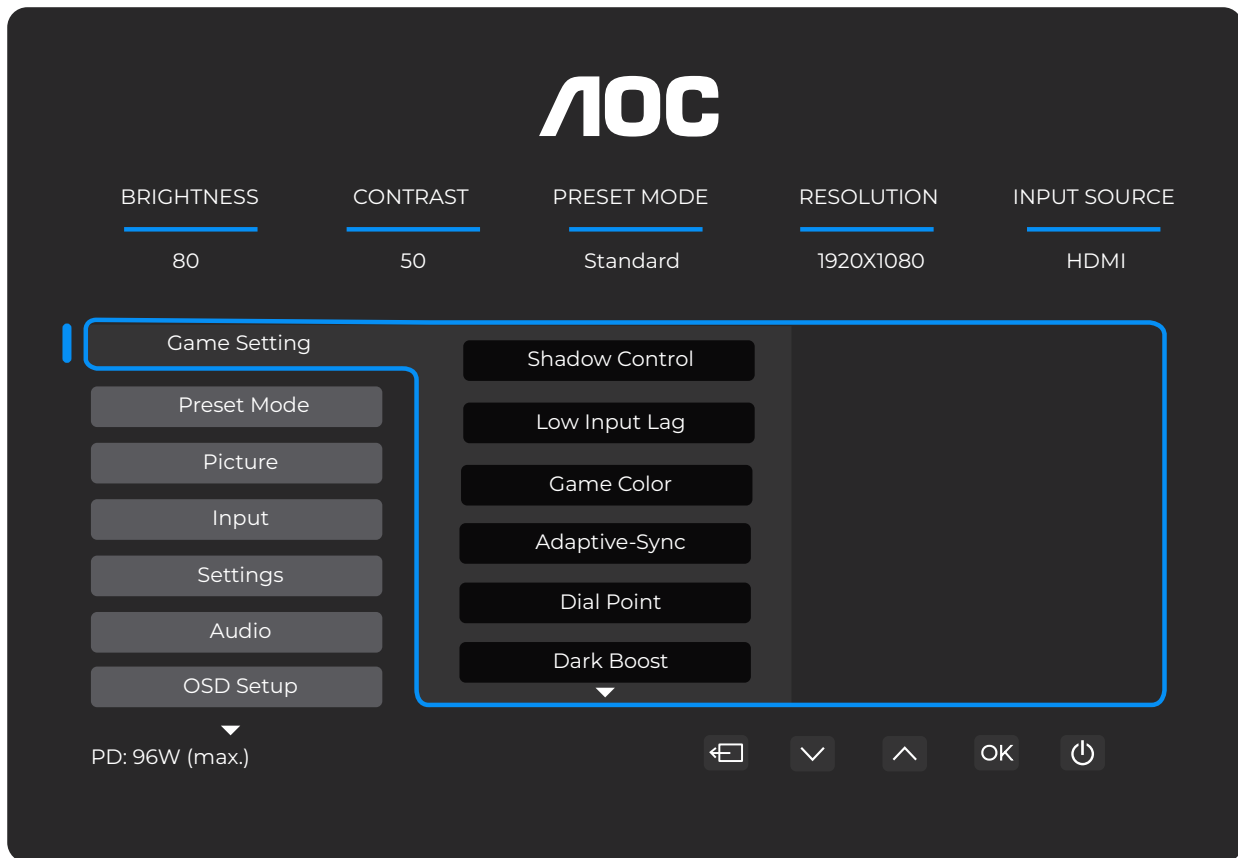 AOC
BRIGHTNESS CONTRAST PRESET MODE RESOLUTION INPUT SOURCE
80 50 Standard 1920X1080 HDMI
Game Setting
Preset Mode
Picture
Input
Settings
Audio
OSD Setup
Shadow Control
Low Input Lag
Game Color
Adaptive-Sync
Dial Point
Dark Boost
PD: 96W (max.)
OK